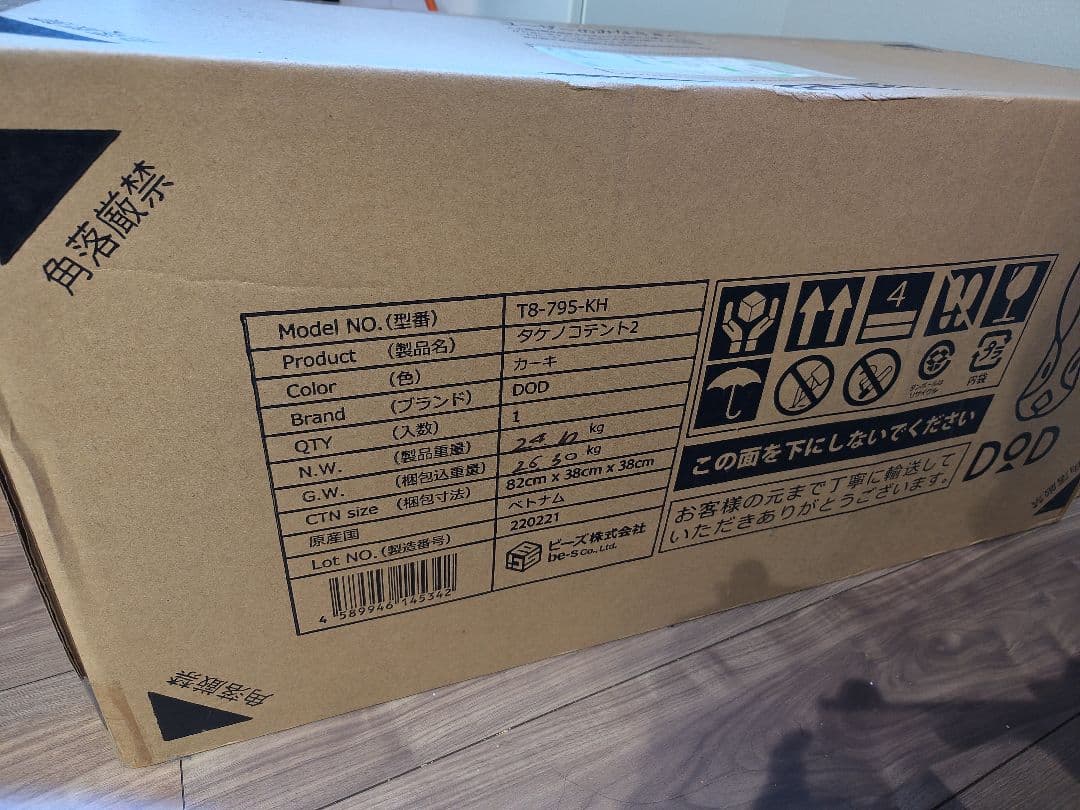 角落厳禁
Model NO.(型番) T8-795-KH
Product (製品名) タケノコテント2
Color (色) カーキ
Brand (ブランド) DOD
QTY (入数) 1
N.W. (製品重量) 24.10 kg
G.W. (梱包込重量) 26.30 kg
CTN size (梱包寸法) 82cm×38cm×38cm
原産国 ベトナム
Lot NO.(製造番号) 220221
4 589946 145342
ビーズ株式会社
be-s co., Ltd.
4
ダンボールは
リサイクル
プラ
内袋
この面を下にしないでください
お客様の元まで丁寧に輸送して
いただきありがとうございます。
DOD
角落厳禁